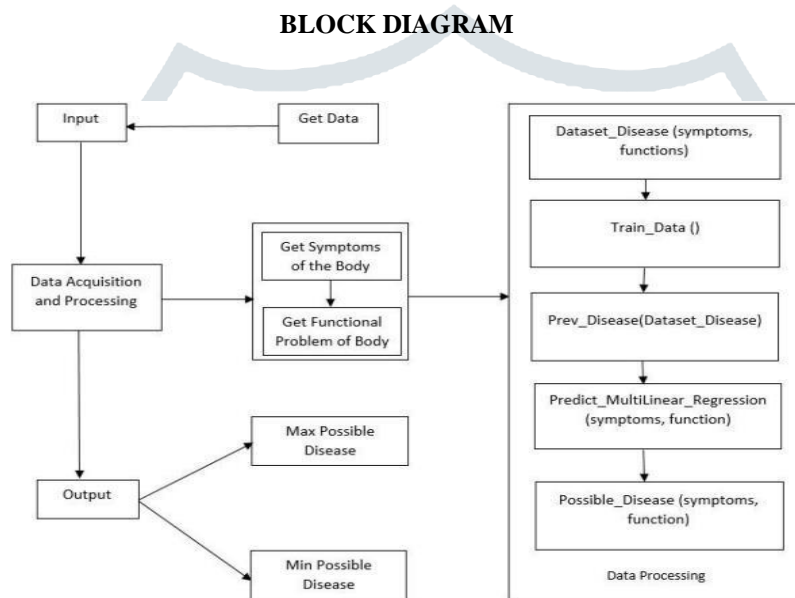 BLOCK DIAGRAM
Input
Get Data
Data Acquisition
and Processing
Get Symptoms
of the Body
Get Functional
Problem of Body
Max Possible
Disease
Output
Min Possible
Disease
Dataset_Disease (symptoms,
functions)
Train_Data ()
Prev_Disease(Dataset_Disease)
Predict_MultiLinear_Regression
(symptoms, function)
Possible_Disease (symptoms,
function)
Data Processing